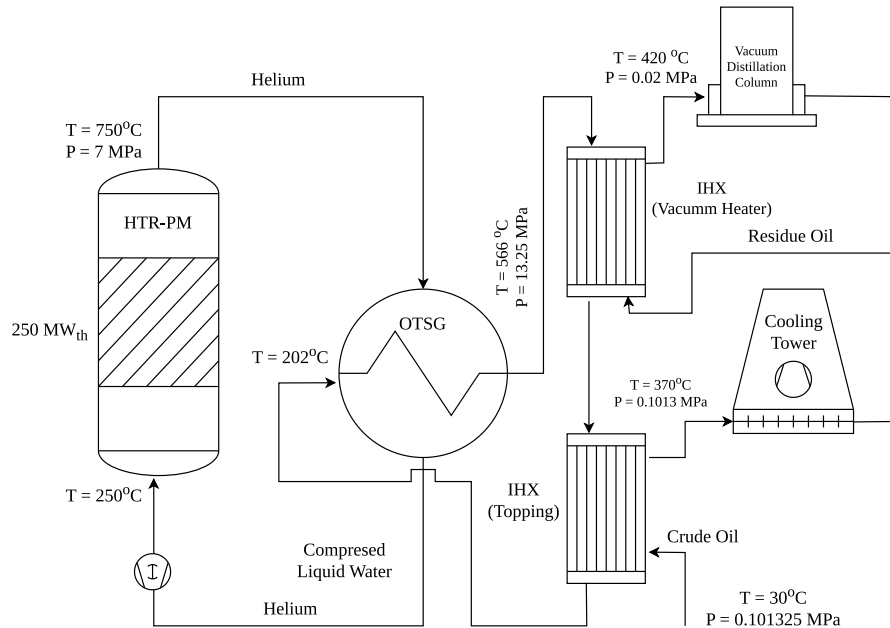 Helium
T = 750°C
P = 7 MPa
HTR-PM
250 MWth
T = 250°C
Helium
Compresed
Liquid Water
OTSG
T = 202°C
T = 566 °C
P = 13.25 MPa
T = 420 °C
P = 0.02 MPa
Vacuum
Distillation
Column
IHX
(Vacumm Heater)
Residue Oil
Cooling
Tower
T = 370°C
P = 0.1013 MPa
IHX
(Topping)
Crude Oil
T = 30°C
P = 0.101325 MPa